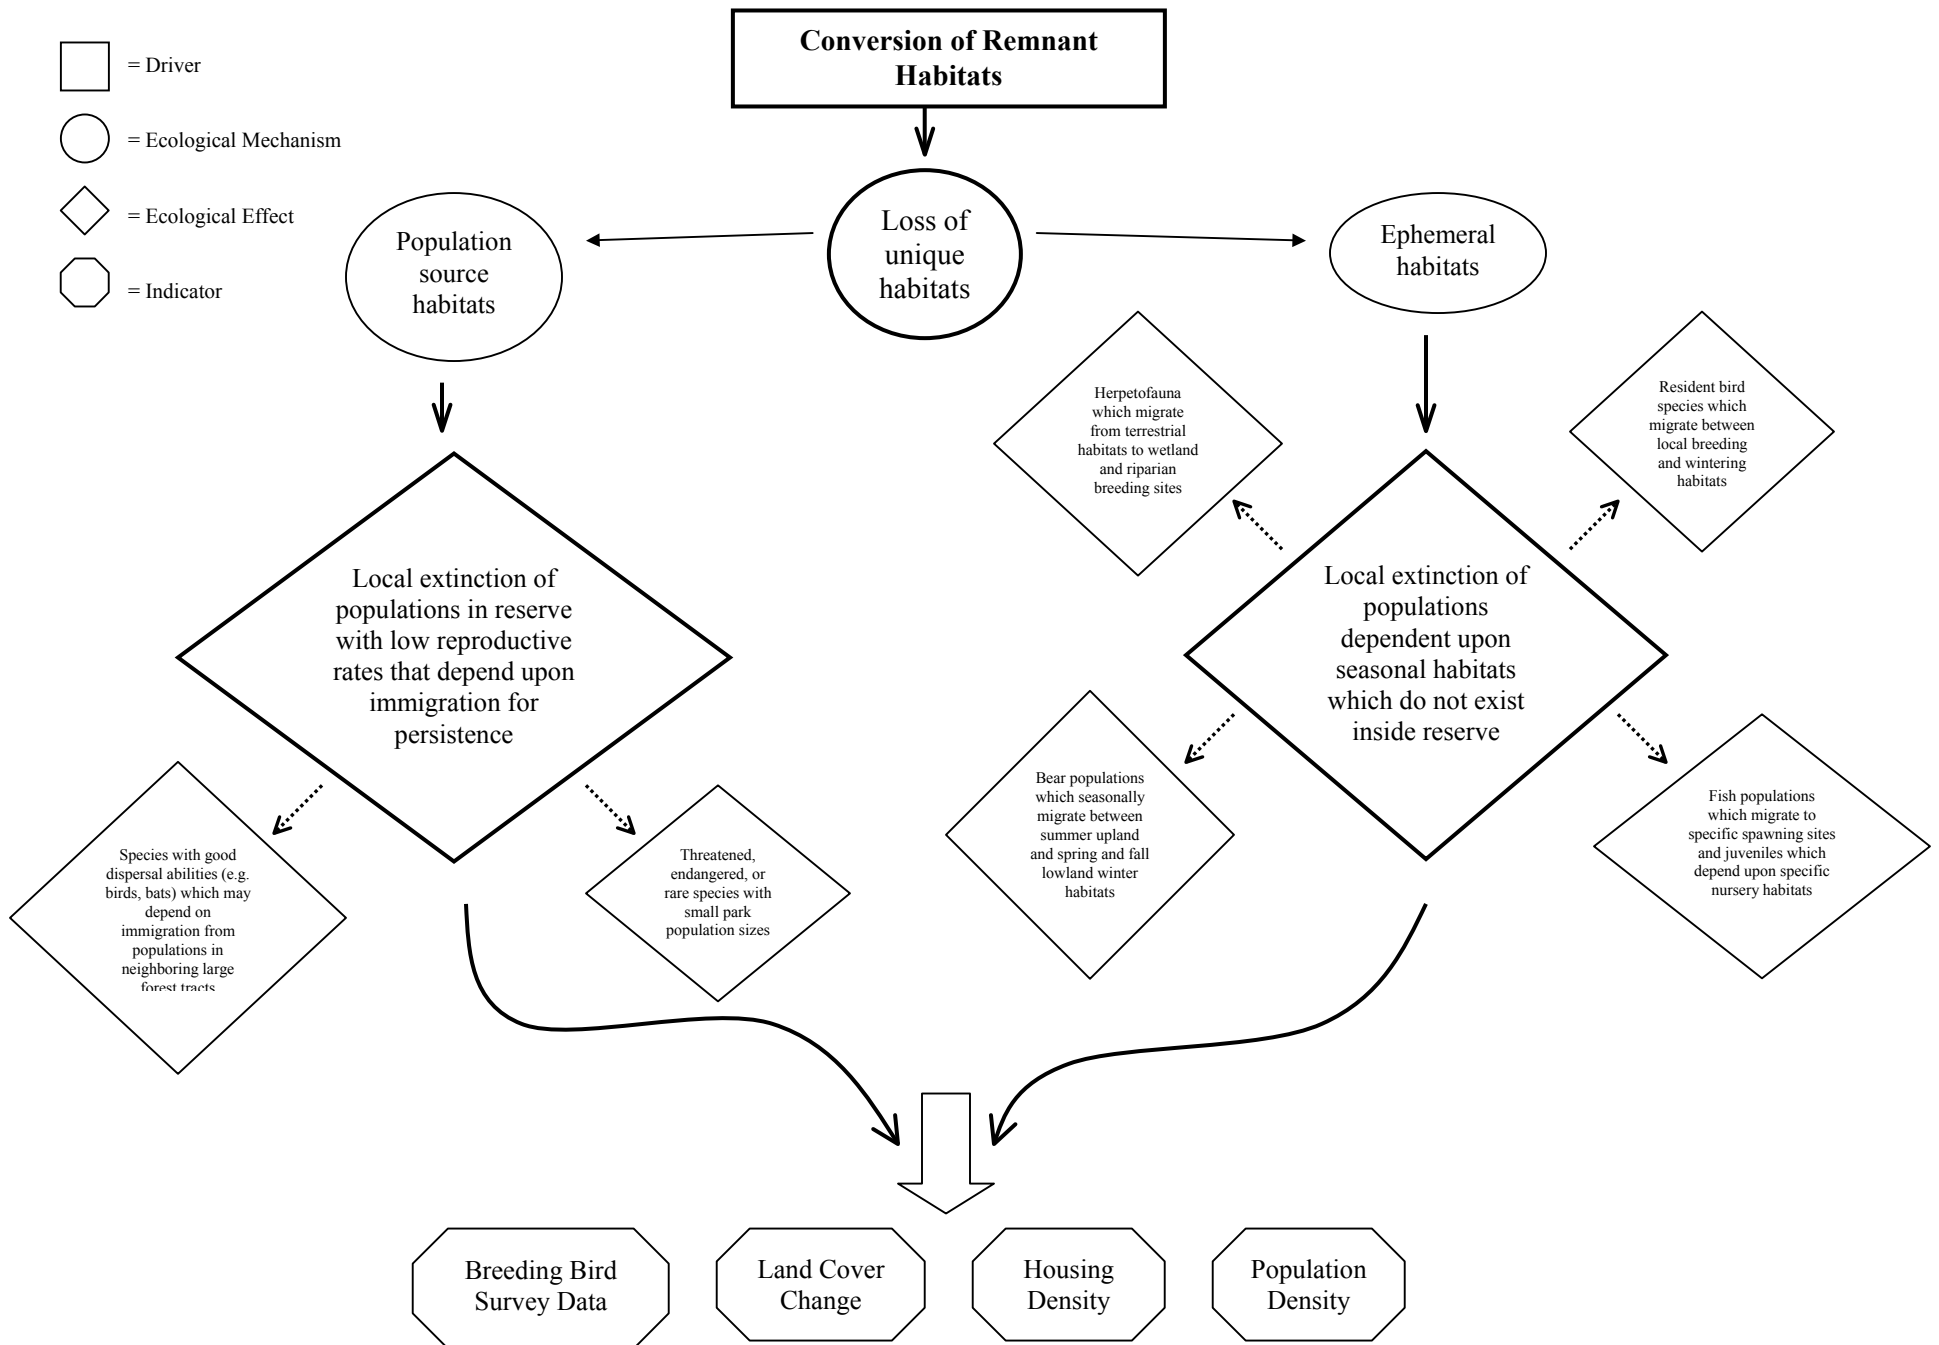 Conversion of Remnant
Habitats
= Driver
= Ecological Mechanism
= Ecological Effect
= Indicator
Population
source
habitats
Loss of
unique
habitats
Ephemeral
habitats
Herpetofauna
which migrate
from terrestrial
habitats to wetland
and riparian
breeding sites
Resident bird
species which
migrate between
local breeding
and wintering
habitats
Local extinction of
populations in reserve
with low reproductive
rates that depend upon
immigration for
persistence
Local extinction of
populations
dependent upon
seasonal habitats
which do not exist
inside reserve
Species with good
dispersal abilities (e.g.
birds, bats) which may
depend on
immigration from
populations in
neighboring large
forest tracts
Threatened,
endangered, or
rare species with
small park
population sizes
Bear populations
which seasonally
migrate between
summer upland
and spring and fall
lowland winter
habitats
Fish populations
which migrate to
specific spawning sites
and juveniles which
depend upon specific
nursery habitats
Breeding Bird
Survey Data
Land Cover
Change
Housing
Density
Population
Density